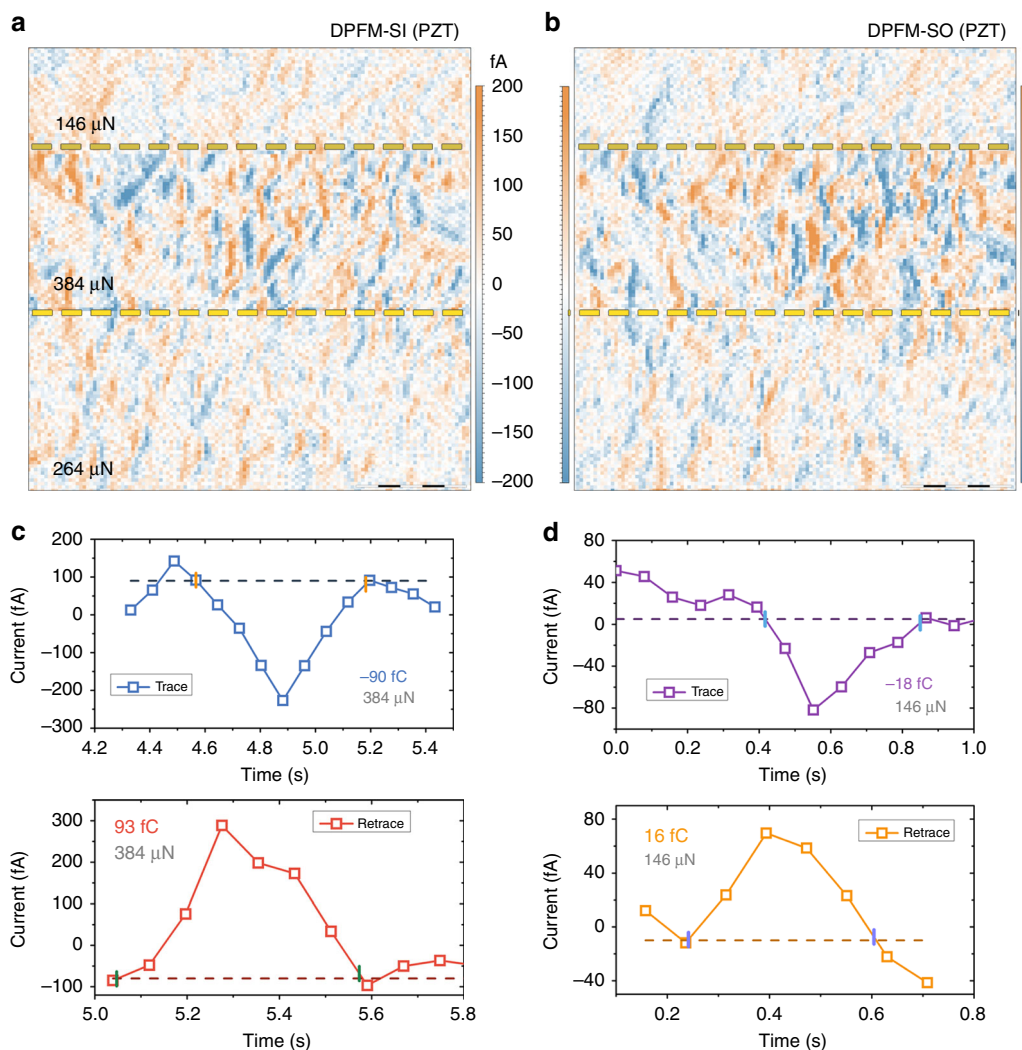 a
DPFM-SI (PZT)
b
DPFM-SO (PZT)
fA
200
150
100
50
0
−50
−100
−150
−200
146 μN
384 μN
264 μN
c
Current (fA)
200
100
0
−100
−200
−300
Trace
−90 fC
384 μN
4.2 4.4 4.6 4.8 5.0 5.2 5.4
Time (s)
d
Current (fA)
80
40
0
−40
−80
Trace
−18 fC
146 μN
0.0 0.2 0.4 0.6 0.8 1.0
Time (s)
Current (fA)
300
200
100
0
−100
93 fC
384 μN
Retrace
5.0 5.2 5.4 5.6 5.8
Time (s)
Current (fA)
80
40
0
−40
16 fC
146 μN
Retrace
0.2 0.4 0.6 0.8
Time (s)